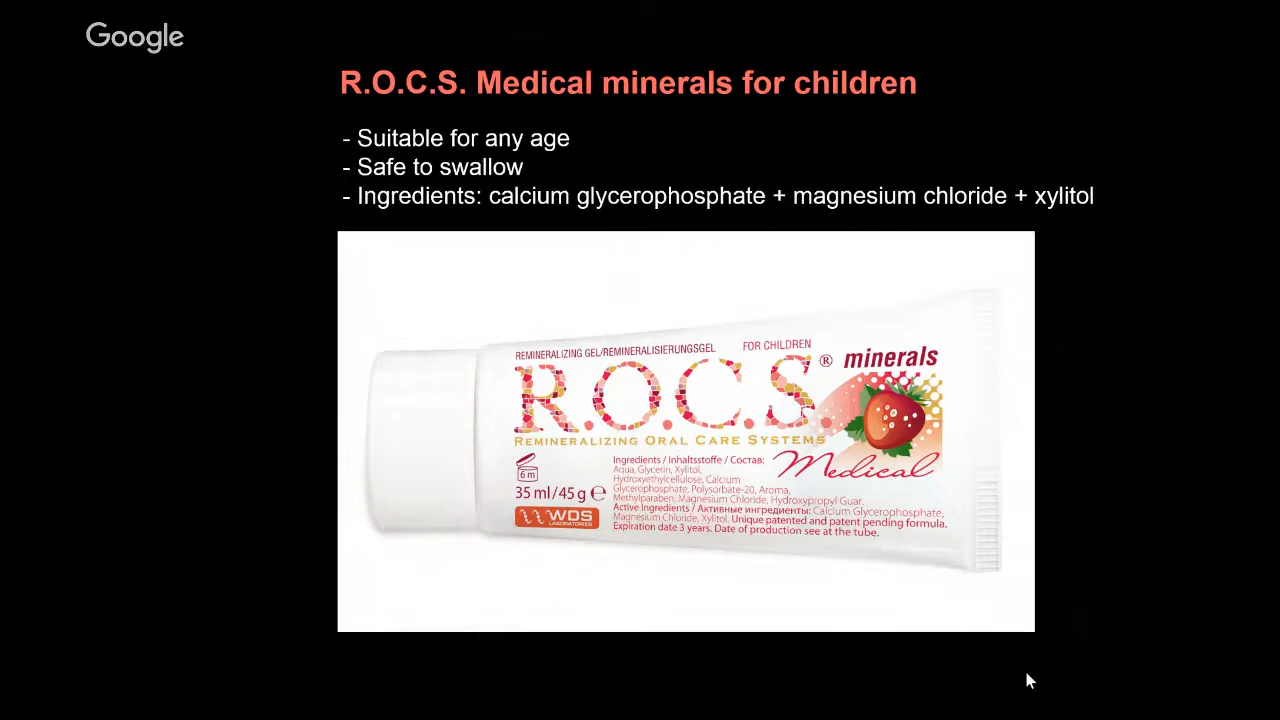 Google
R.O.C.S. Medical minerals for children
- Suitable for any age
- Safe to swallow
- Ingredients: calcium glycerophosphate + magnesium chloride + xylitol
REMINERALIZING GEL/REMINERALISIERUNGSGEL FOR CHILDREN
R.O.C.S.® minerals
REMINERALIZING ORAL CARE SYSTEMS
Medical
Ingredients / Inhaltsstoffe / Состав:
Aqua, Glycerin, Xylitol,
Hydroxyethylcellulose, Calcium
Glycerophosphate, Polysorbate-20, Aroma,
Methylparaben, Magnesium Chloride, Hydroxypropyl Guar.
Active Ingredients / Активные ингредиенты: Calcium Glycerophosphate,
Magnesium Chloride, Xylitol. Unique patented and patent pending formula.
Expiration date 3 years. Date of production see at the tube.
6 m
35 ml/45 g ℮
WDS
LABORATORIES